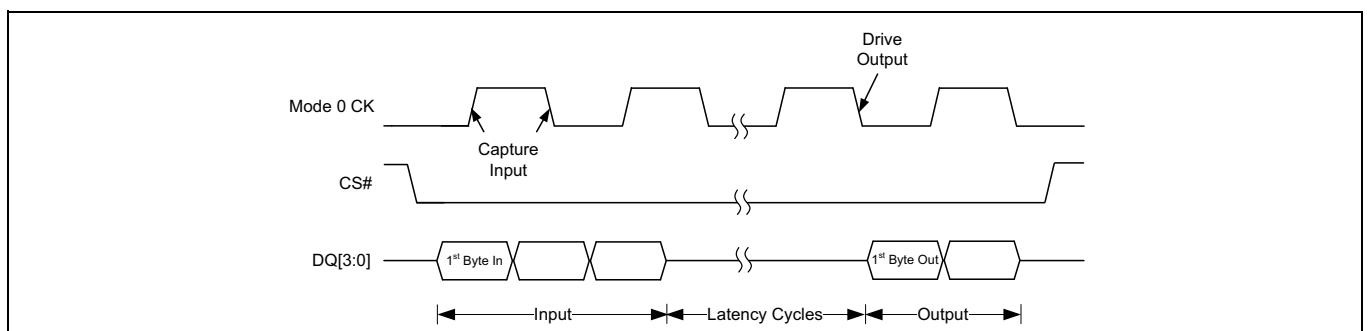 Drive
Output
Mode 0 CK
Capture
Input
CS#
DQ[3:0]
1st Byte In
1st Byte Out
Input
Latency Cycles
Output